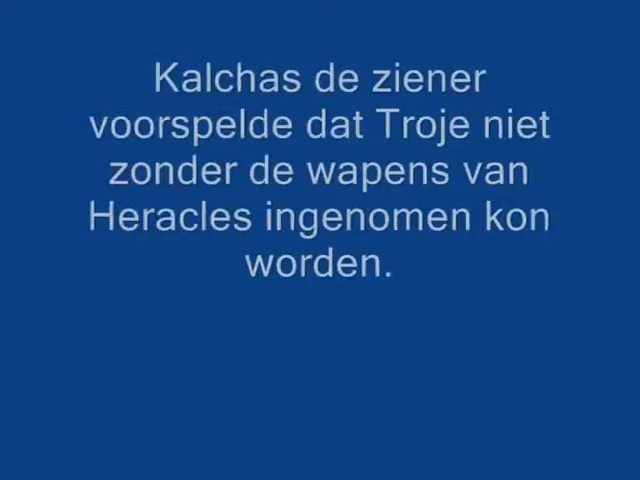 Kalchas de ziener
voorspelde dat Troje niet
zonder de wapens van
Heracles ingenomen kon
worden.